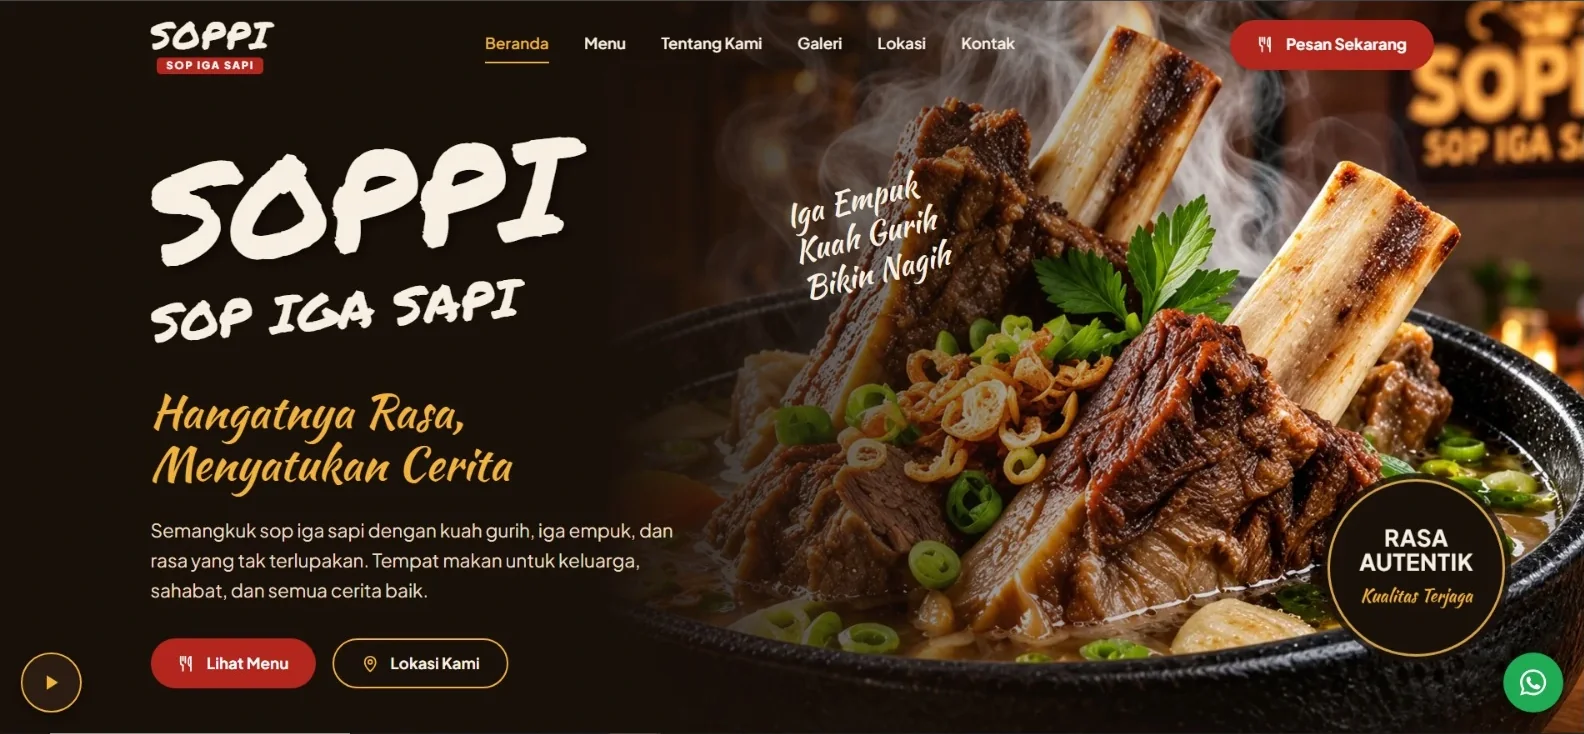 SOPPI
SOP IGA SAPI
Beranda
Menu
Tentang Kami
Galeri
Lokasi
Kontak
Pesan Sekarang
SOPPI
SOP IGA SAPI
Iga Empuk
Kuah Gurih
Bikin Nagih
Hangatnya Rasa,
Menyatukan Cerita
Semangkuk sop iga sapi dengan kuah gurih, iga empuk, dan
rasa yang tak terlupakan. Tempat makan untuk keluarga,
sahabat, dan semua cerita baik.
Lihat Menu
Lokasi Kami
RASA
AUTENTIK
Kualitas Terjaga
SOP IGA